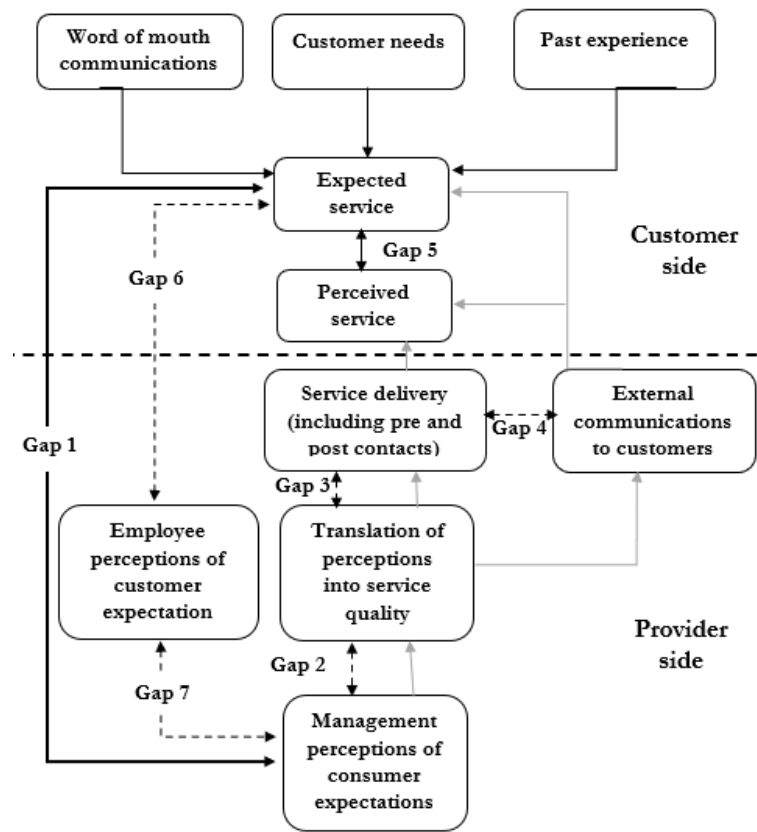 Word of mouth
communications
Customer needs
Past experience
Expected
service
Customer
side
Gap 5
Gap 6
Perceived
service
Service delivery
(including pre and
post contacts)
Gap 4
External
communications
to customers
Gap 1
Gap 3
Employee
perceptions of
customer
expectation
Translation of
perceptions
into service
quality
Provider
side
Gap 2
Gap 7
Management
perceptions of
consumer
expectations